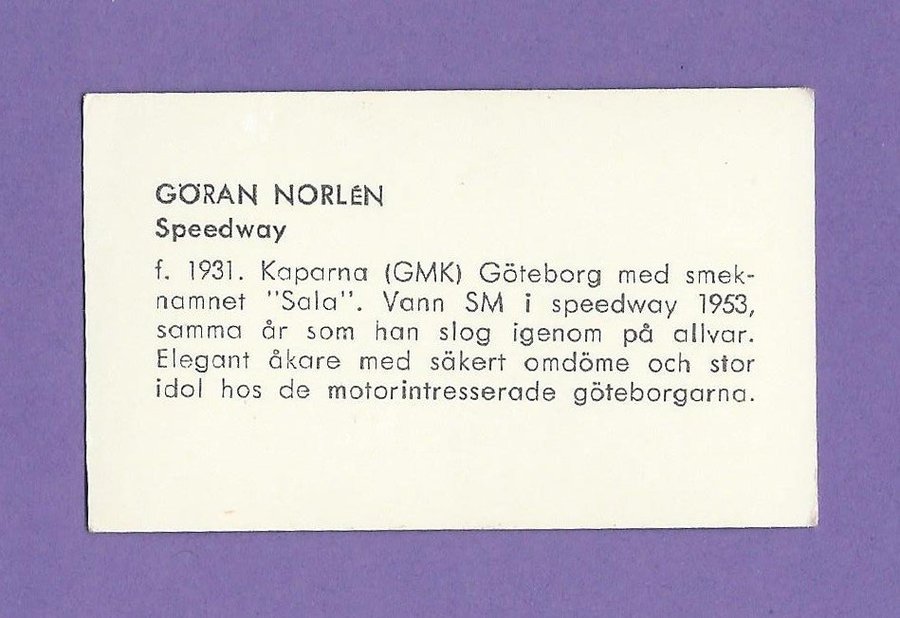 GÖRAN NORLÉN
Speedway
f. 1931. Kaparna (GMK) Göteborg med smek-
namnet "Sala". Vann SM i speedway 1953,
samma år som han slog igenom på allvar.
Elegant åkare med säkert omdöme och stor
idol hos de motorintresserade göteborgarna.